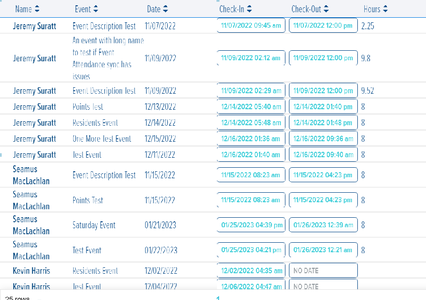 Name Event Date Check-In Check-Out Hours
Jeremy Suratt Event Description Test 11/07/2022 11/07/2022 09:45 am 11/07/2022 12:00 pm 2.25
An event with long name
to test if Event
Jeremy Suratt 11/09/2022 11/09/2022 02:12 am 11/09/2022 12:00 pm 9.8
Attendance sync has
issues
Jeremy Suratt Event Description Test 11/09/2022 11/09/2022 02:29 am 11/09/2022 12:00 pm 9.52
Jeremy Suratt Points Test 12/13/2022 12/14/2022 05:40 am 12/14/2022 01:40 pm 8
Jeremy Suratt Residents Event 12/14/2022 12/14/2022 05:48 am 12/14/2022 01:48 pm 8
Jeremy Suratt One More Test Event 12/15/2022 12/16/2022 01:36 am 12/16/2022 09:36 am 8
Jeremy Suratt Test Event 12/11/2022 12/16/2022 01:40 am 12/16/2022 09:40 am 8
Seamus
MacLachlan Event Description Test 11/15/2022 11/15/2022 08:23 am 11/15/2022 04:23 pm 8
Seamus
MacLachlan Points Test 11/15/2022 11/15/2022 08:23 am 11/15/2022 04:23 pm 8
Seamus
MacLachlan Saturday Event 01/21/2023 01/25/2023 04:39 pm 01/26/2023 12:39 am 8
Seamus
MacLachlan Test Event 01/22/2023 01/25/2023 04:21 pm 01/26/2023 12:21 am 8
Kevin Harris Residents Event 12/02/2022 12/02/2022 04:35 am NO DATE
Kevin Harris Test Event 12/04/2022 12/06/2022 04:47 am NO DATE
25 rows 1